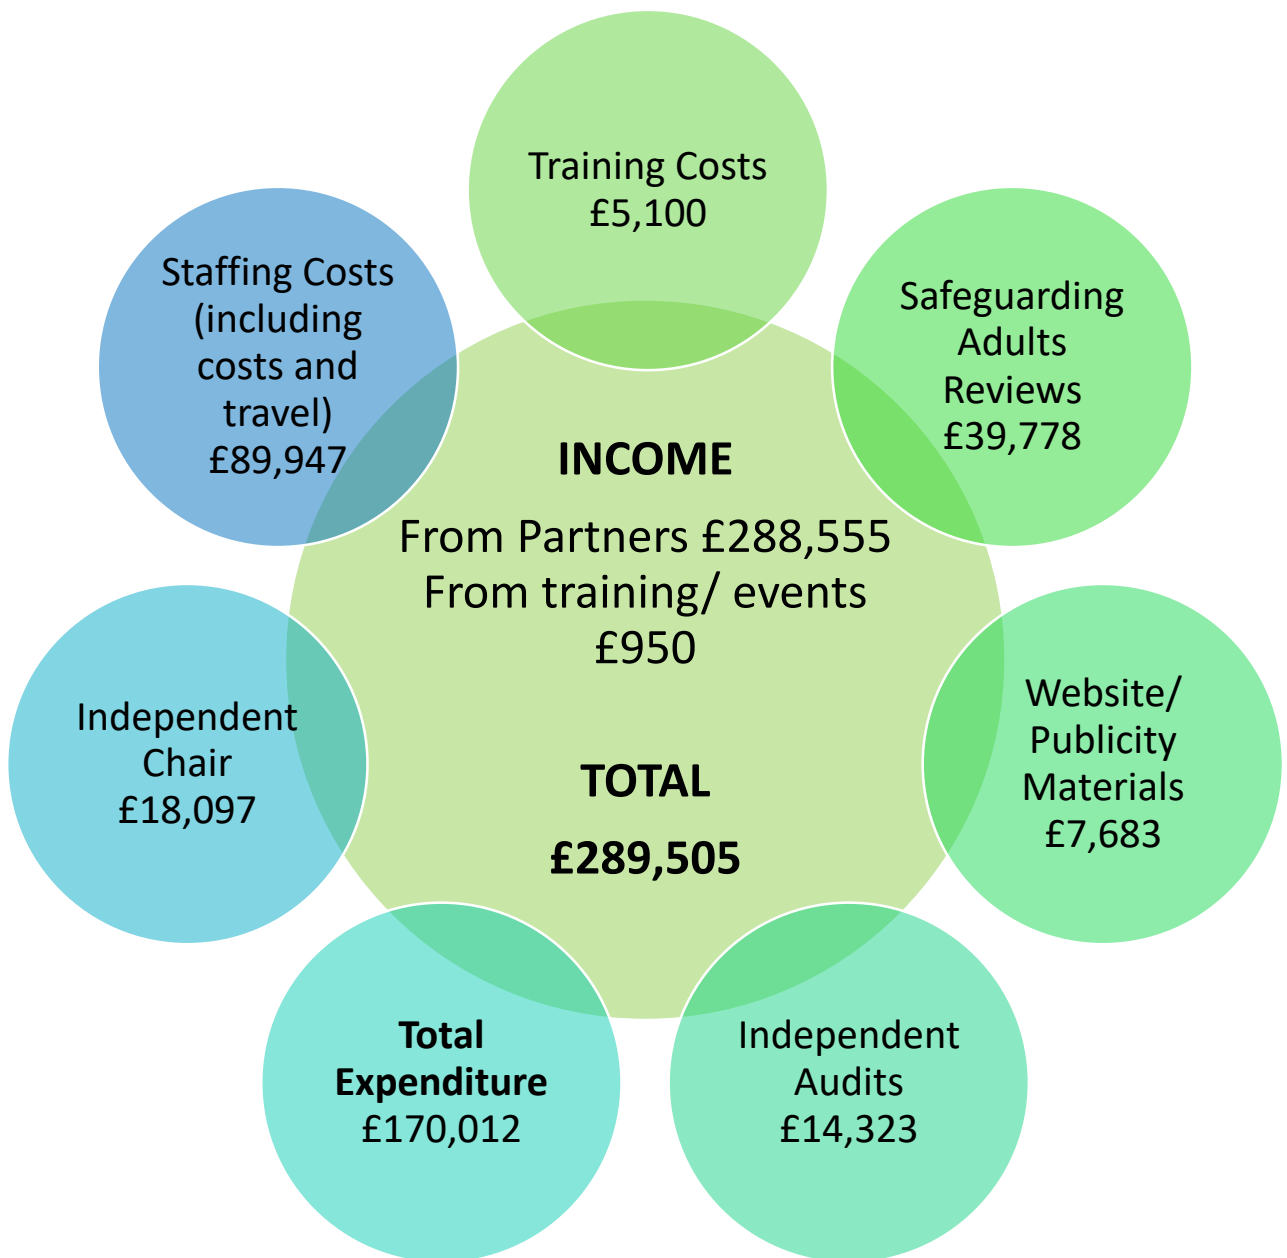 Training Costs
£5,100
Safeguarding
Adults
Reviews
£39,778
Website/
Publicity
Materials
£7,683
Independent
Audits
£14,323
Total
Expenditure
£170,012
Independent
Chair
£18,097
Staffing Costs
(including
costs and
travel)
£89,947
INCOME
From Partners £288,555
From training/ events
£950
TOTAL
£289,505